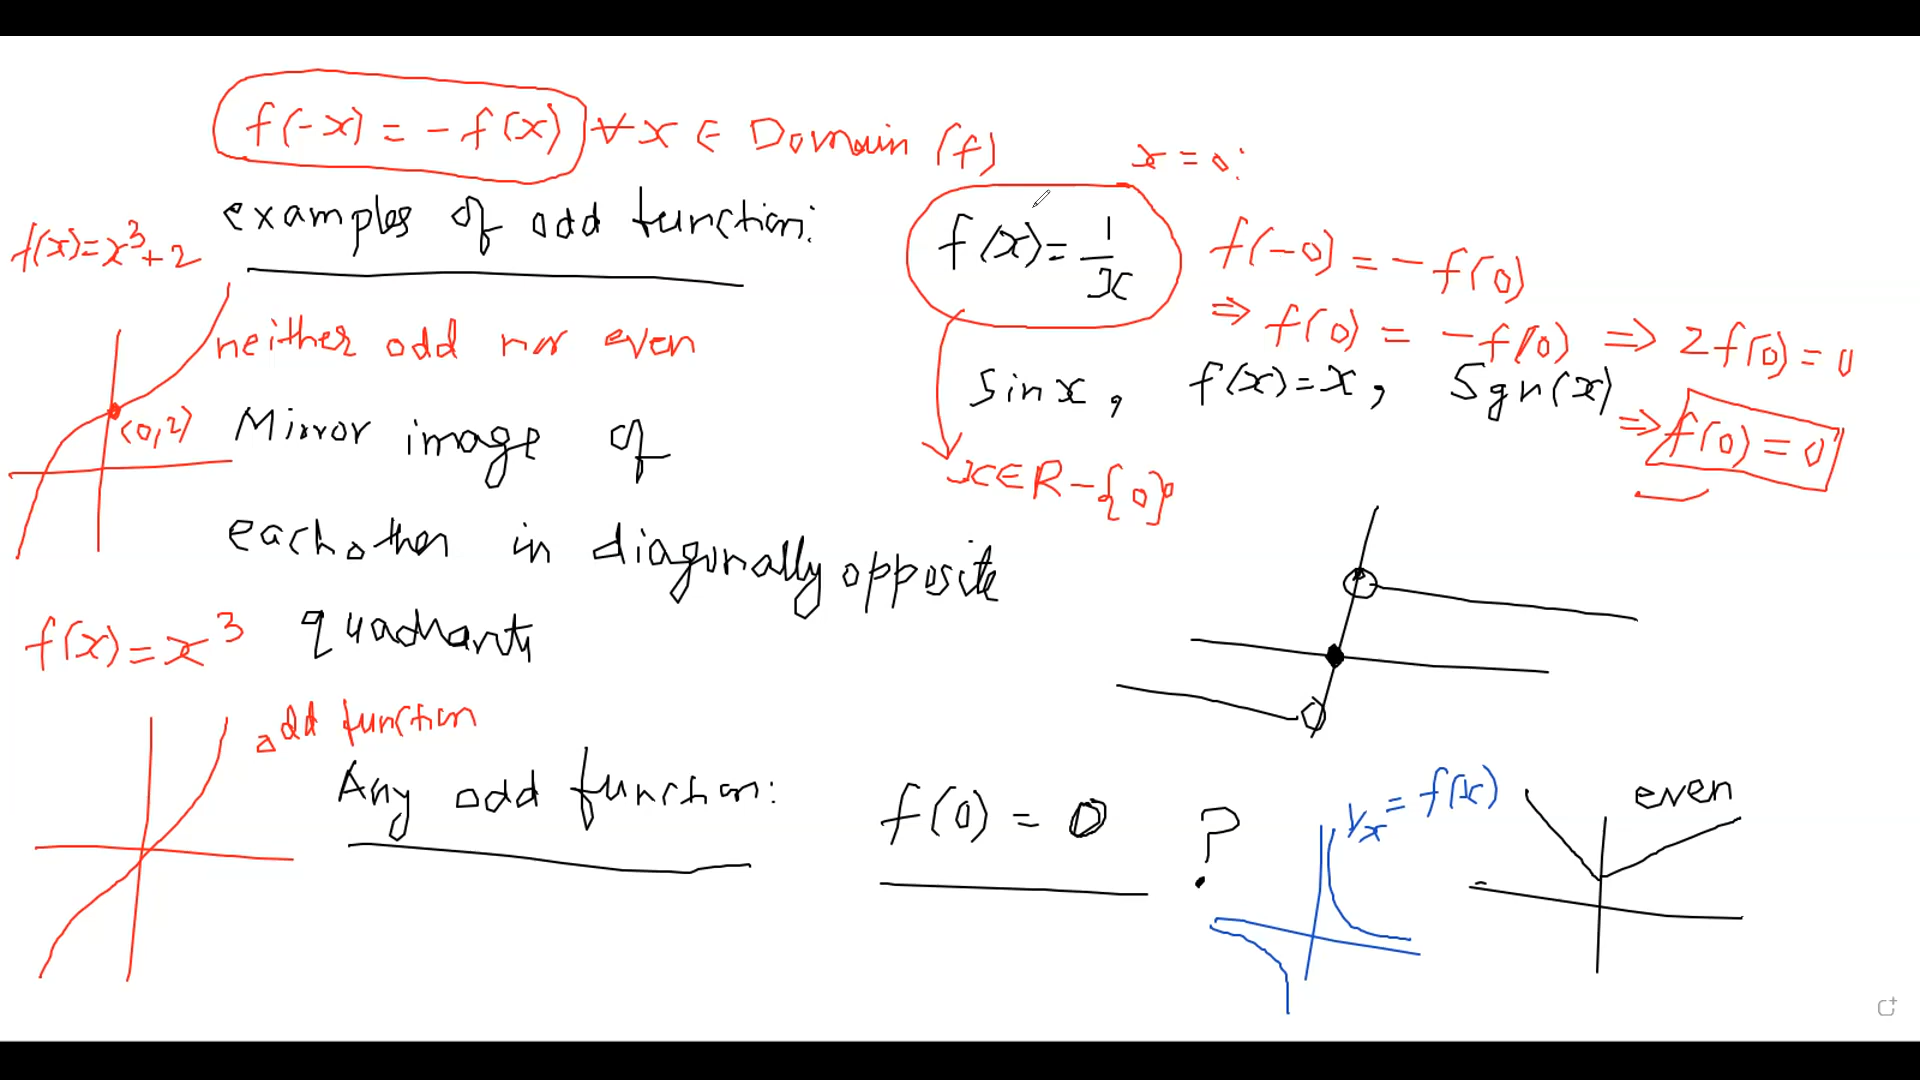 f(-x) = -f(x) ∀ x ∈ Domain (f)
x = 0:
examples of odd function:
f(x) = 1/x
f(-0) = -f(0)
f(x)=x³+2
⇒ f(0) = -f(0) ⇒ 2f(0) = 0
neither odd nor even
sin x, f(x)=x, Sgn(x)
⇒ f(0) = 0
(0,2)
Mirror image of
x∈R-{0}
each other in diagonally opposite
f(x)=x³
quadrants
odd function
Any odd function: f(0) = 0 ?
1/x = f(x)
even